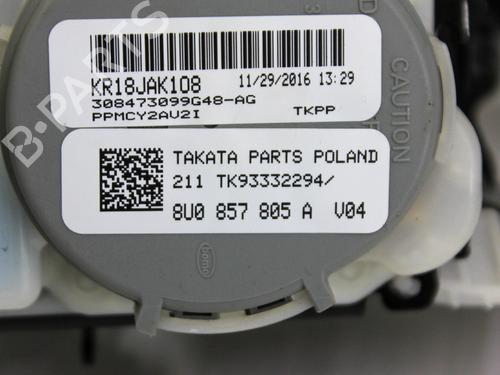 KR18JAK108 11/29/2016 13:29
308473099G48-AG
PPMCY2AV2I TKPP
TAKATA PARTS POLAND
211 TK93332294/
8U0 857 805 A V04
CAUTION
B-PARTS